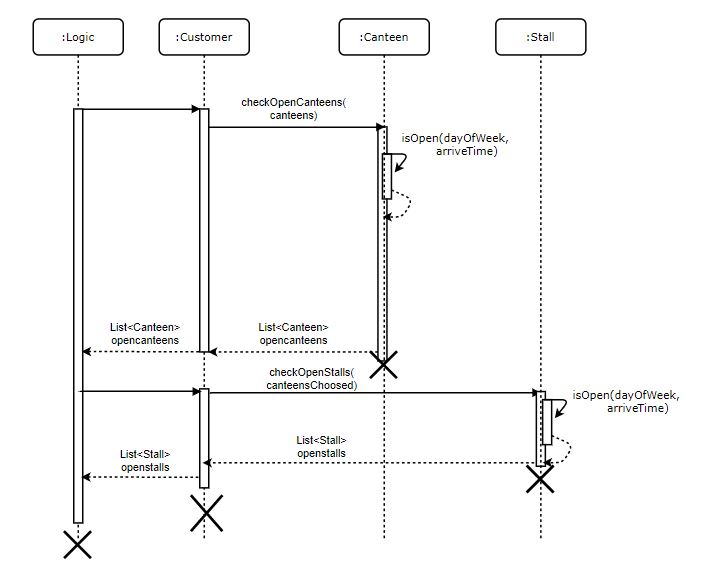 :Logic
:Customer
:Canteen
:Stall
checkOpenCanteens(
canteens)
isOpen(dayOfWeek,
arriveTime)
List<Canteen>
opencanteens
List<Canteen>
opencanteens
checkOpenStalls(
canteensChoosed)
isOpen(dayOfWeek,
arriveTime)
List<Stall>
openstalls
List<Stall>
openstalls